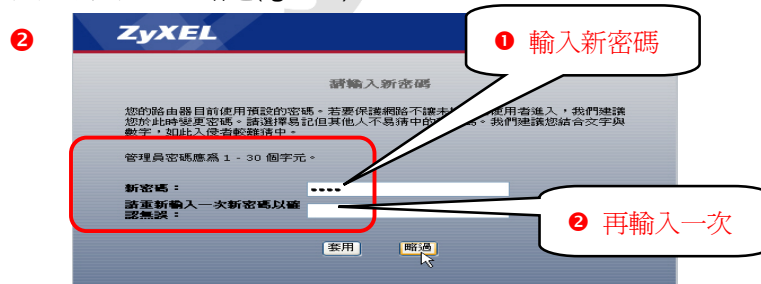 ❷
ZyXEL
❶ 輸入新密碼
請輸入新密碼
您的路由器目前使用預設的密碼。若要保護網路不讓未 使用者進入,我們建議
您於此時變更密碼。請選擇易記但其他人不易猜中的 碼。我們建議您結合文字與
數字,如此入侵者較難猜中。
管理員密碼應為 1 - 30 個字元。
新密碼:
••••
請重新輸入一次新密碼以確
認無誤:
❷ 再輸入一次
套用
略過